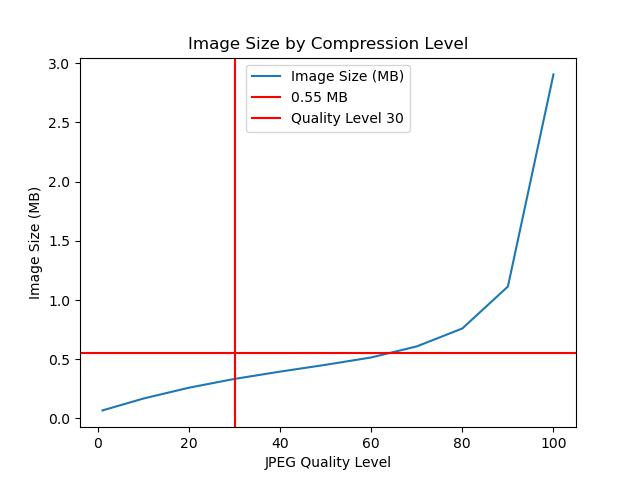 Image Size by Compression Level
3.0
2.5
2.0
1.5
1.0
0.5
0.0
Image Size (MB)
Image Size (MB)
0.55 MB
Quality Level 30
0 20 40 60 80 100
JPEG Quality Level